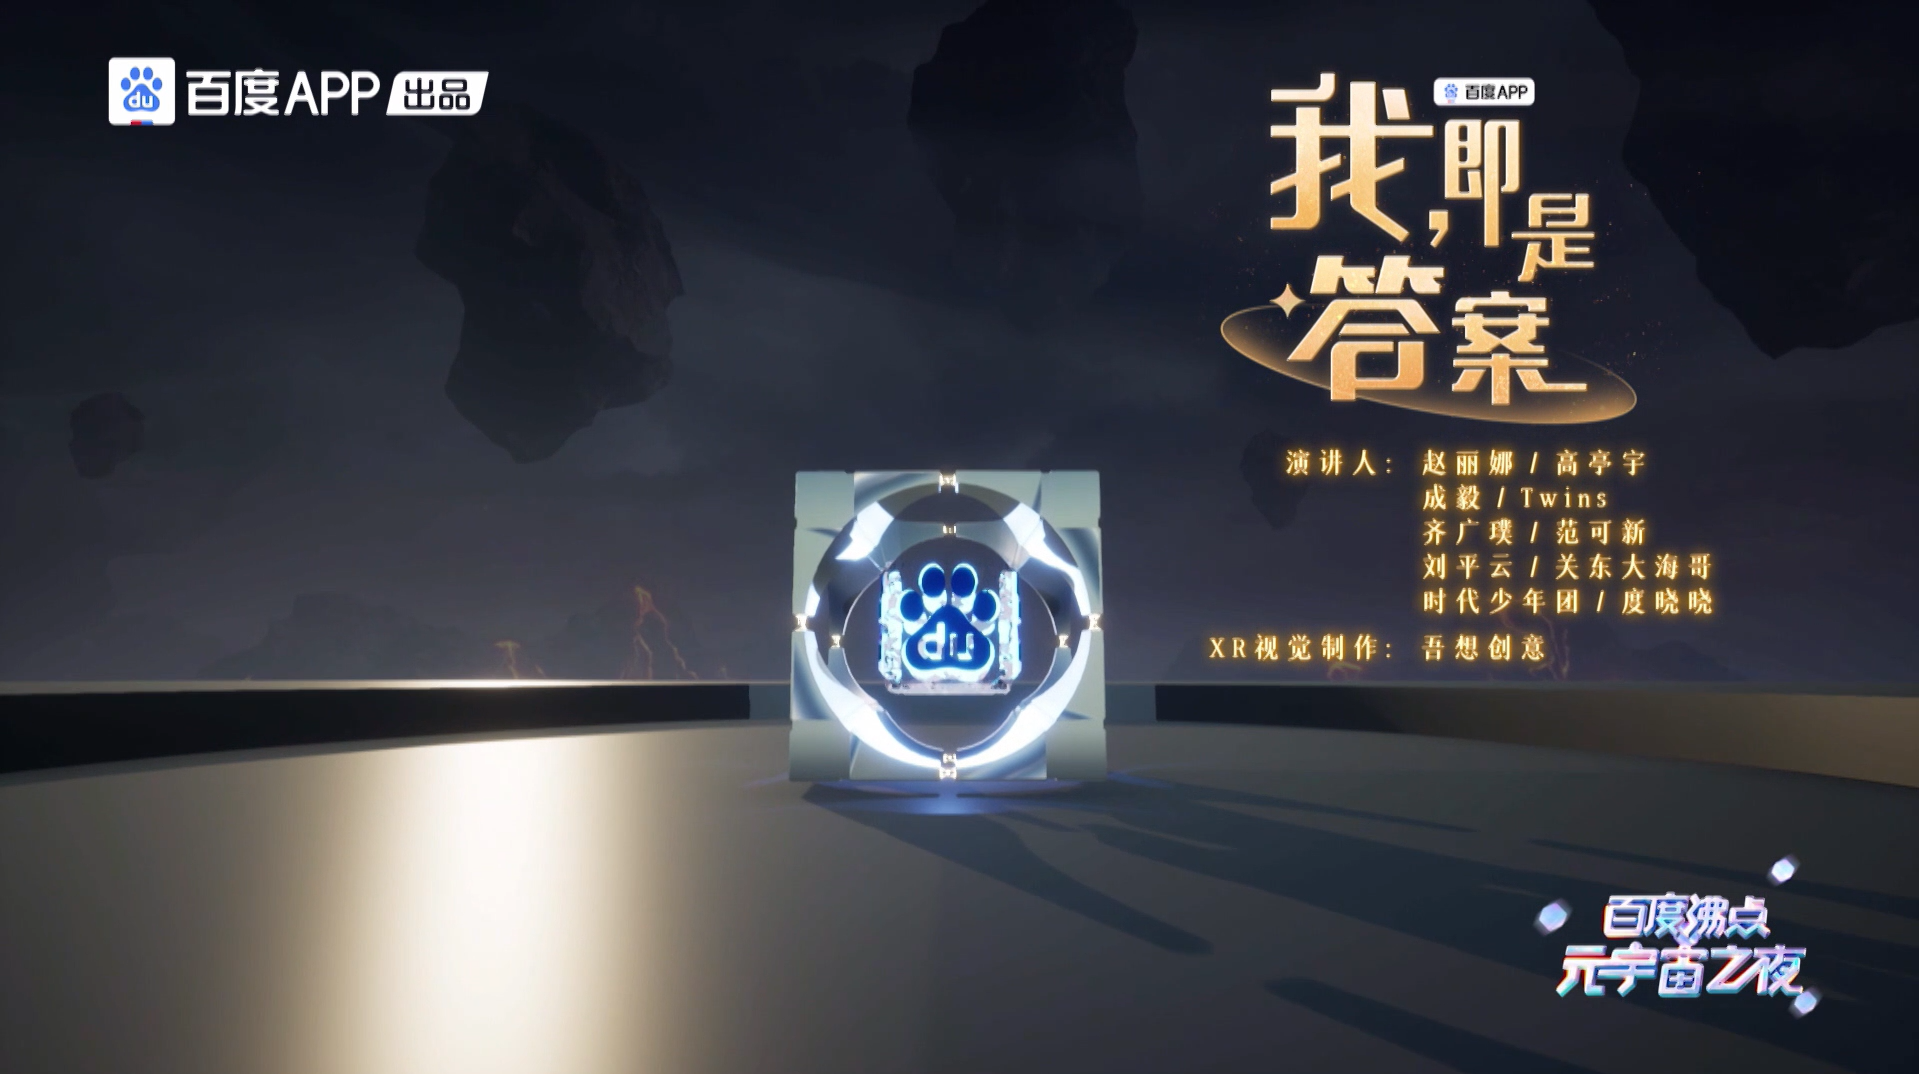 du 百度APP 出品
百度APP
我,即是
答案
演讲人: 赵丽娜 / 高亭宇
成毅 / Twins
齐广璞 / 范可新
刘平云 / 关东大海哥
时代少年团 / 度晓晓
XR视觉制作: 吾想创意
du
百度沸点
元宇宙之夜